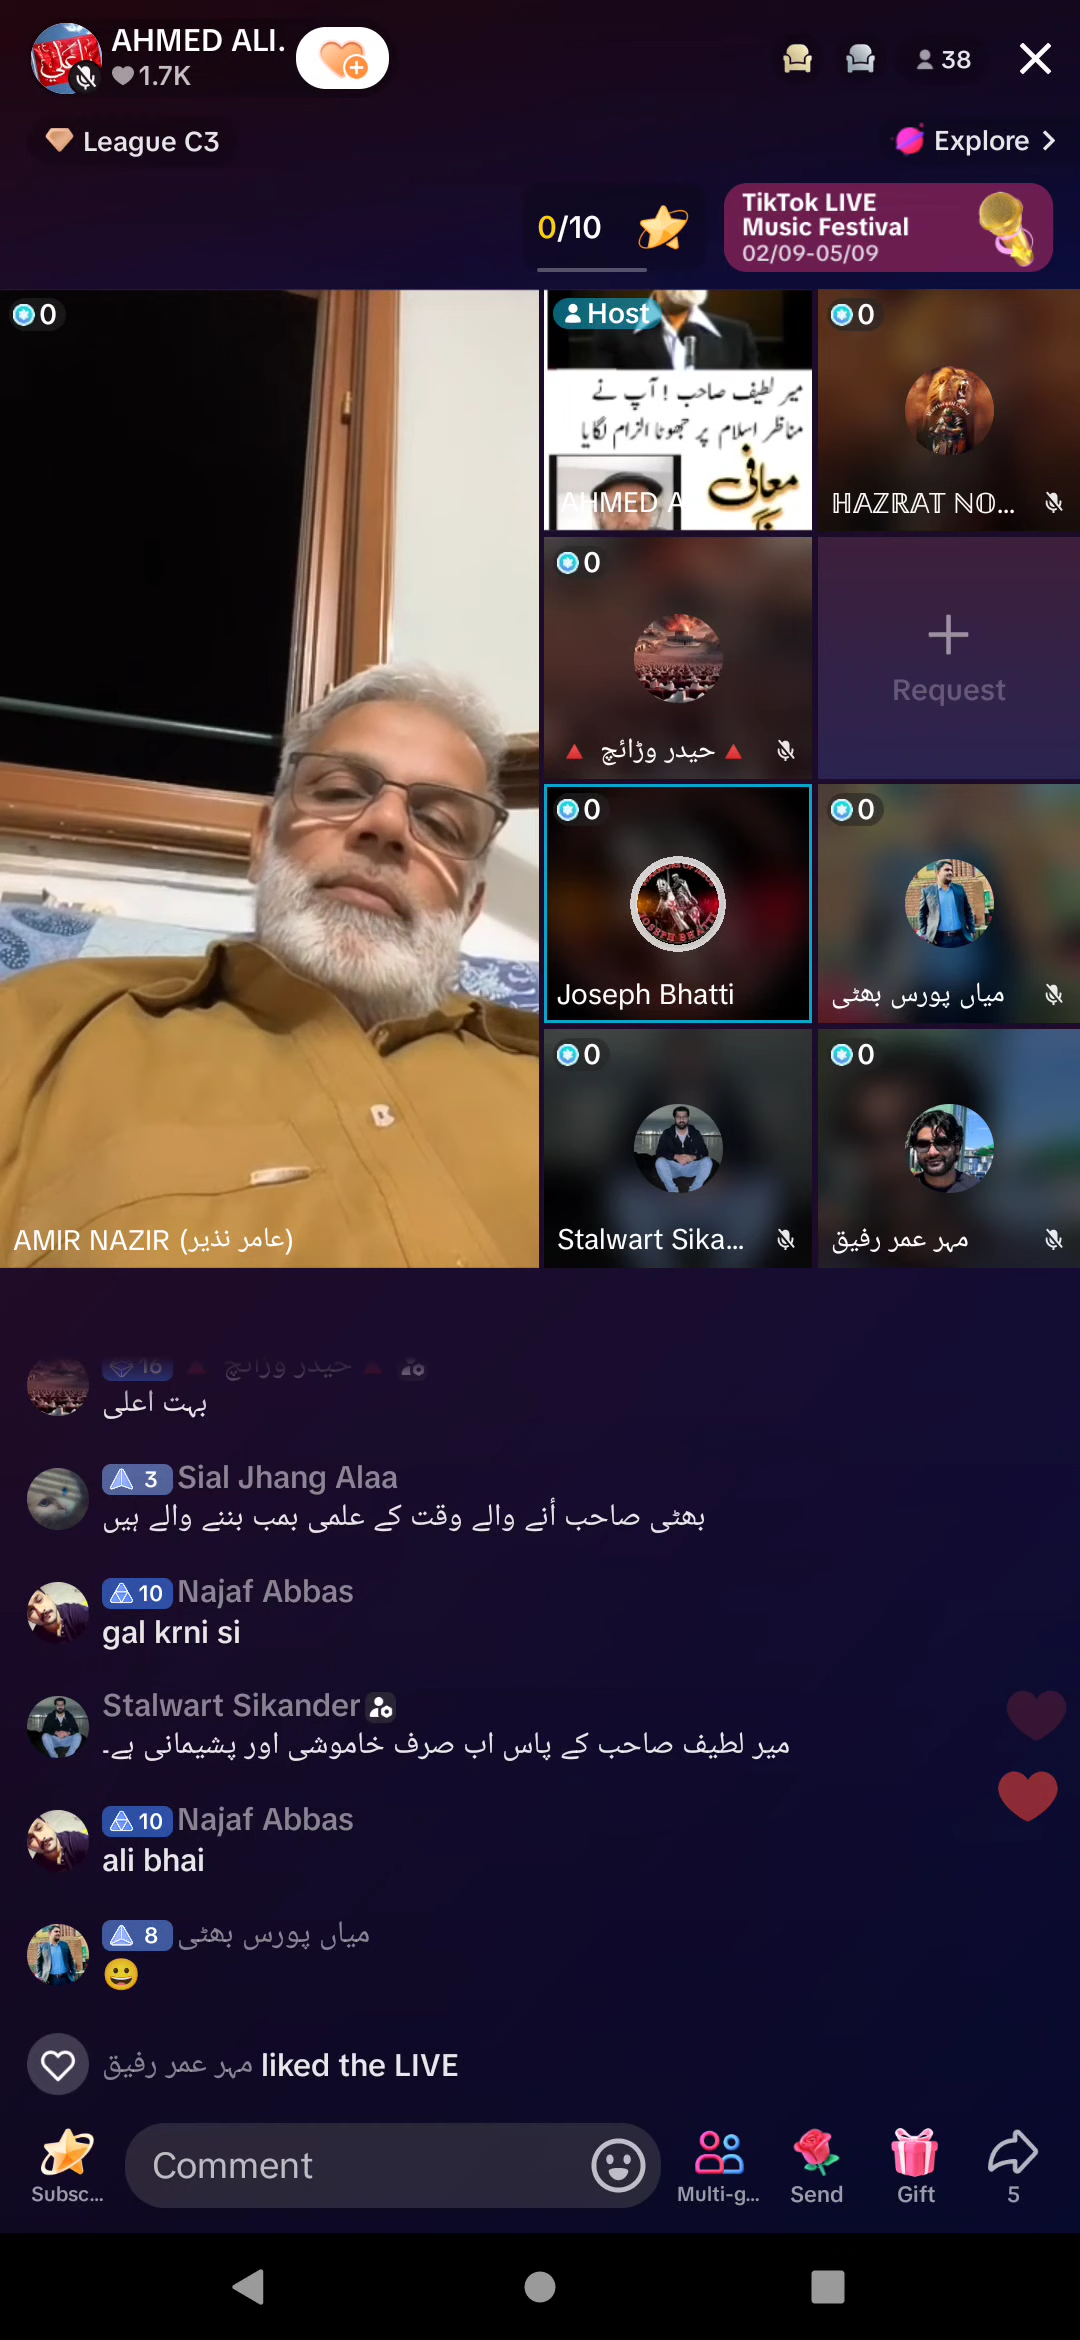 AHMED ALI.
1.7K
38
League C3
Explore
0/10
TikTok LIVE
Music Festival
02/09-05/09
0
Host
میر لطیف صاحب ! آپ نے
مناظر اسلام پر جھوٹا الزام لگایا
معافی
AHMED A
0
HAZRAT NO...
0
🔺 حیدر وڑائچ 🔺
Request
0
JOSEPH BHATTI
Joseph Bhatti
0
میاں پورس بھٹی
0
Stalwart Sika...
0
مہر عمر رفیق
AMIR NAZIR (عامر نذیر)
16 🔺 حیدر وڑائچ 🔺
بہت اعلی
3 Sial Jhang Alaa
بھٹی صاحب أنے والے وقت کے علمی بمب بننے والے ہیں
10 Najaf Abbas
gal krni si
Stalwart Sikander
میر لطیف صاحب کے پاس اب صرف خاموشی اور پشیمانی ہے۔
10 Najaf Abbas
ali bhai
8 میاں پورس بھٹی
😀
مہر عمر رفیق liked the LIVE
Subsc...
Comment
Multi-g...
Send
Gift
5